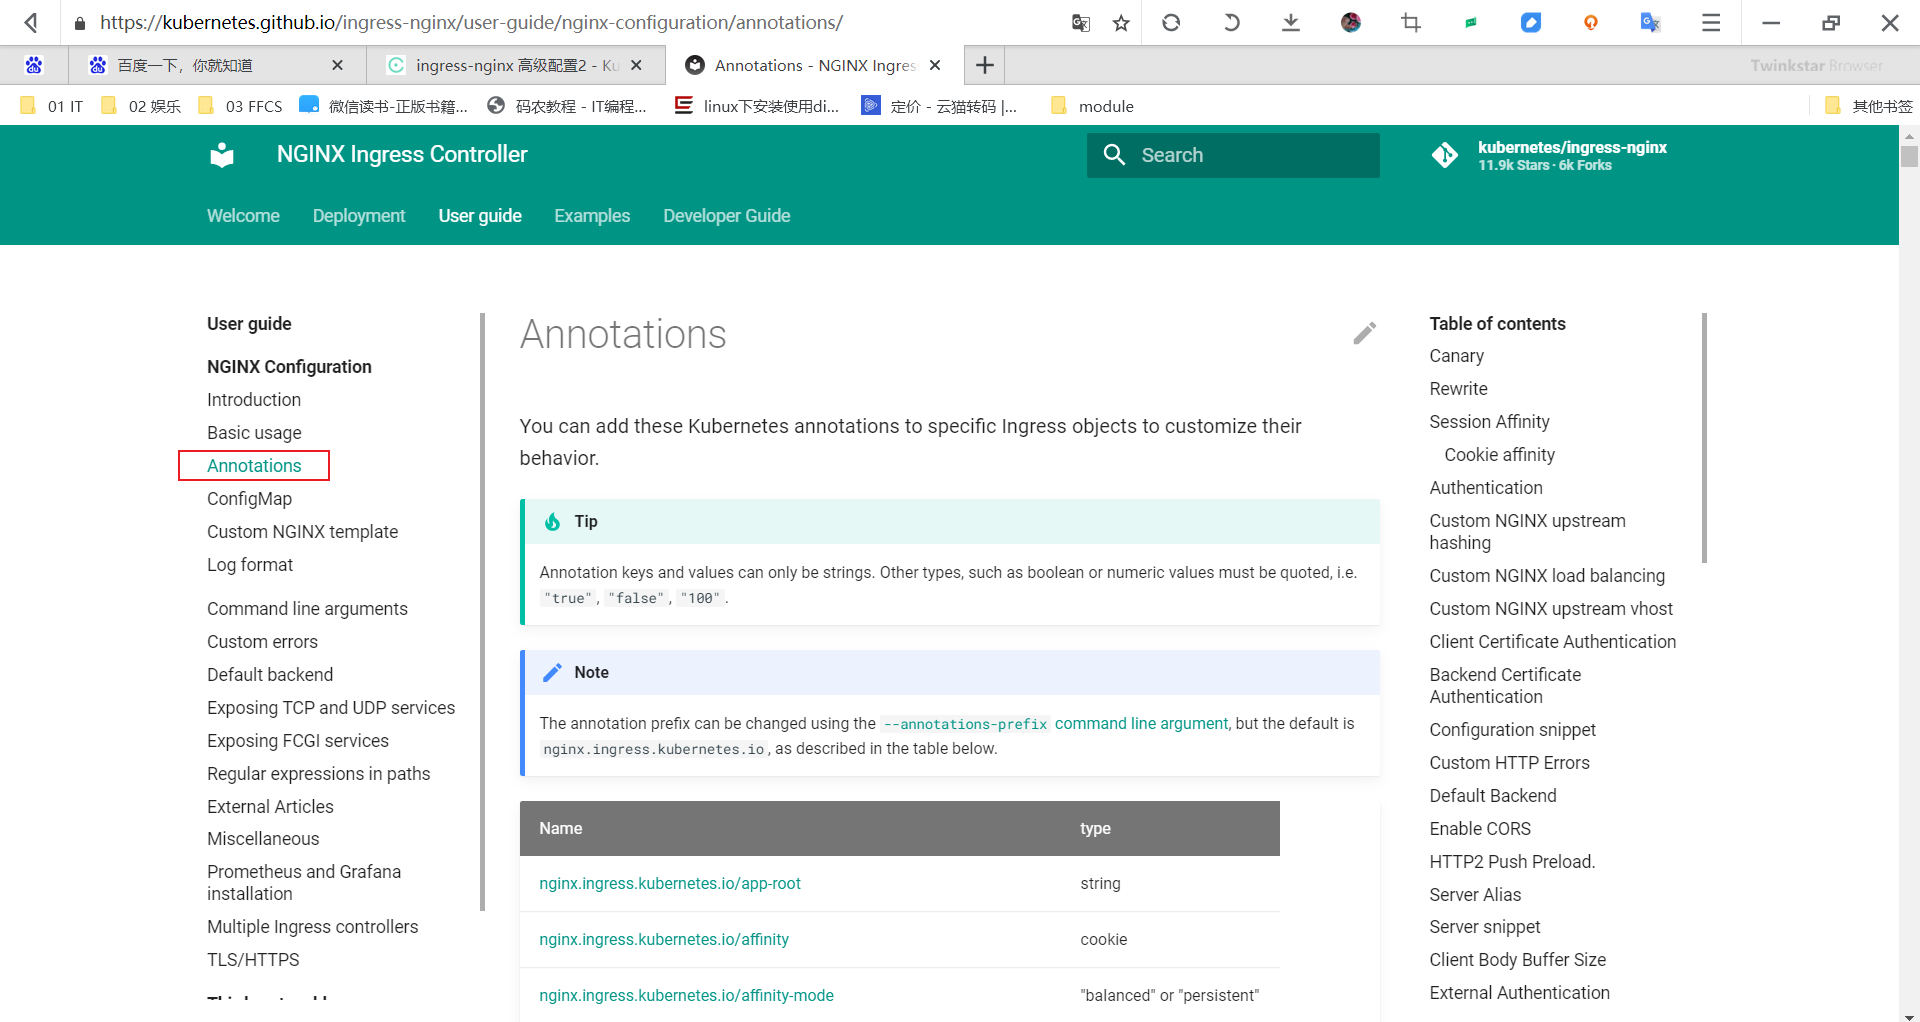 https://kubernetes.github.io/ingress-nginx/user-guide/nginx-configuration/annotations/
百度一下，你就知道
ingress-nginx 高级配置2 - Ku
Annotations - NGINX Ingres
Twinkstar Browser
01 IT
02 娱乐
03 FFCS
微信读书-正版书籍...
码农教程 - IT编程...
linux下安装使用di...
定价 - 云猫转码 |...
module
其他书签
NGINX Ingress Controller
Search
kubernetes/ingress-nginx
11.9k Stars · 6k Forks
Welcome
Deployment
User guide
Examples
Developer Guide
User guide
NGINX Configuration
Introduction
Basic usage
Annotations
ConfigMap
Custom NGINX template
Log format
Command line arguments
Custom errors
Default backend
Exposing TCP and UDP services
Exposing FCGI services
Regular expressions in paths
External Articles
Miscellaneous
Prometheus and Grafana
installation
Multiple Ingress controllers
TLS/HTTPS
Annotations
You can add these Kubernetes annotations to specific Ingress objects to customize their
behavior.
Tip
Annotation keys and values can only be strings. Other types, such as boolean or numeric values must be quoted, i.e.
"true", "false", "100".
Note
The annotation prefix can be changed using the --annotations-prefix command line argument, but the default is
nginx.ingress.kubernetes.io, as described in the table below.
Name type
nginx.ingress.kubernetes.io/app-root string
nginx.ingress.kubernetes.io/affinity cookie
nginx.ingress.kubernetes.io/affinity-mode "balanced" or "persistent"
Table of contents
Canary
Rewrite
Session Affinity
Cookie affinity
Authentication
Custom NGINX upstream
hashing
Custom NGINX load balancing
Custom NGINX upstream vhost
Client Certificate Authentication
Backend Certificate
Authentication
Configuration snippet
Custom HTTP Errors
Default Backend
Enable CORS
HTTP2 Push Preload.
Server Alias
Server snippet
Client Body Buffer Size
External Authentication